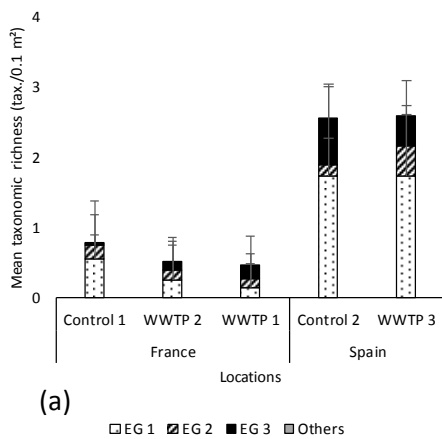 Mean taxonomic richness (tax./0.1 m²)
4
3
2
1
0
Control 1 WWTP 2 WWTP 1 Control 2 WWTP 3
France Spain
Locations
(a)
EG 1 EG 2 EG 3 Others